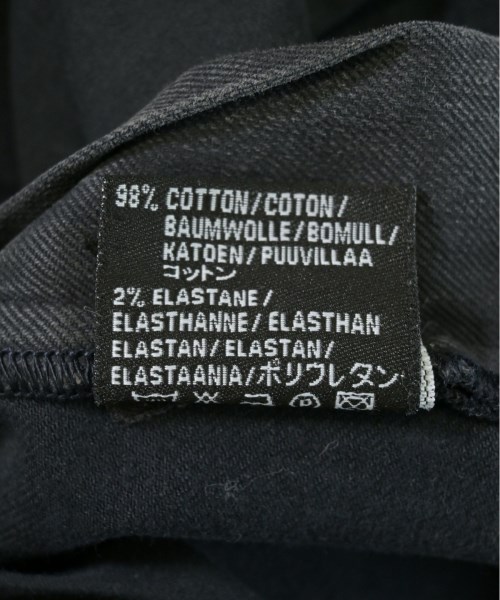 98% COTTON/COTON/
BAUMWOLLE/BOMULL/
KATOEN/PUUVILLAA
コットン
2% ELASTANE/
ELASTHANNE/ELASTHAN
ELASTAN/ELASTAN/
ELASTAANIA/ポリウレタン